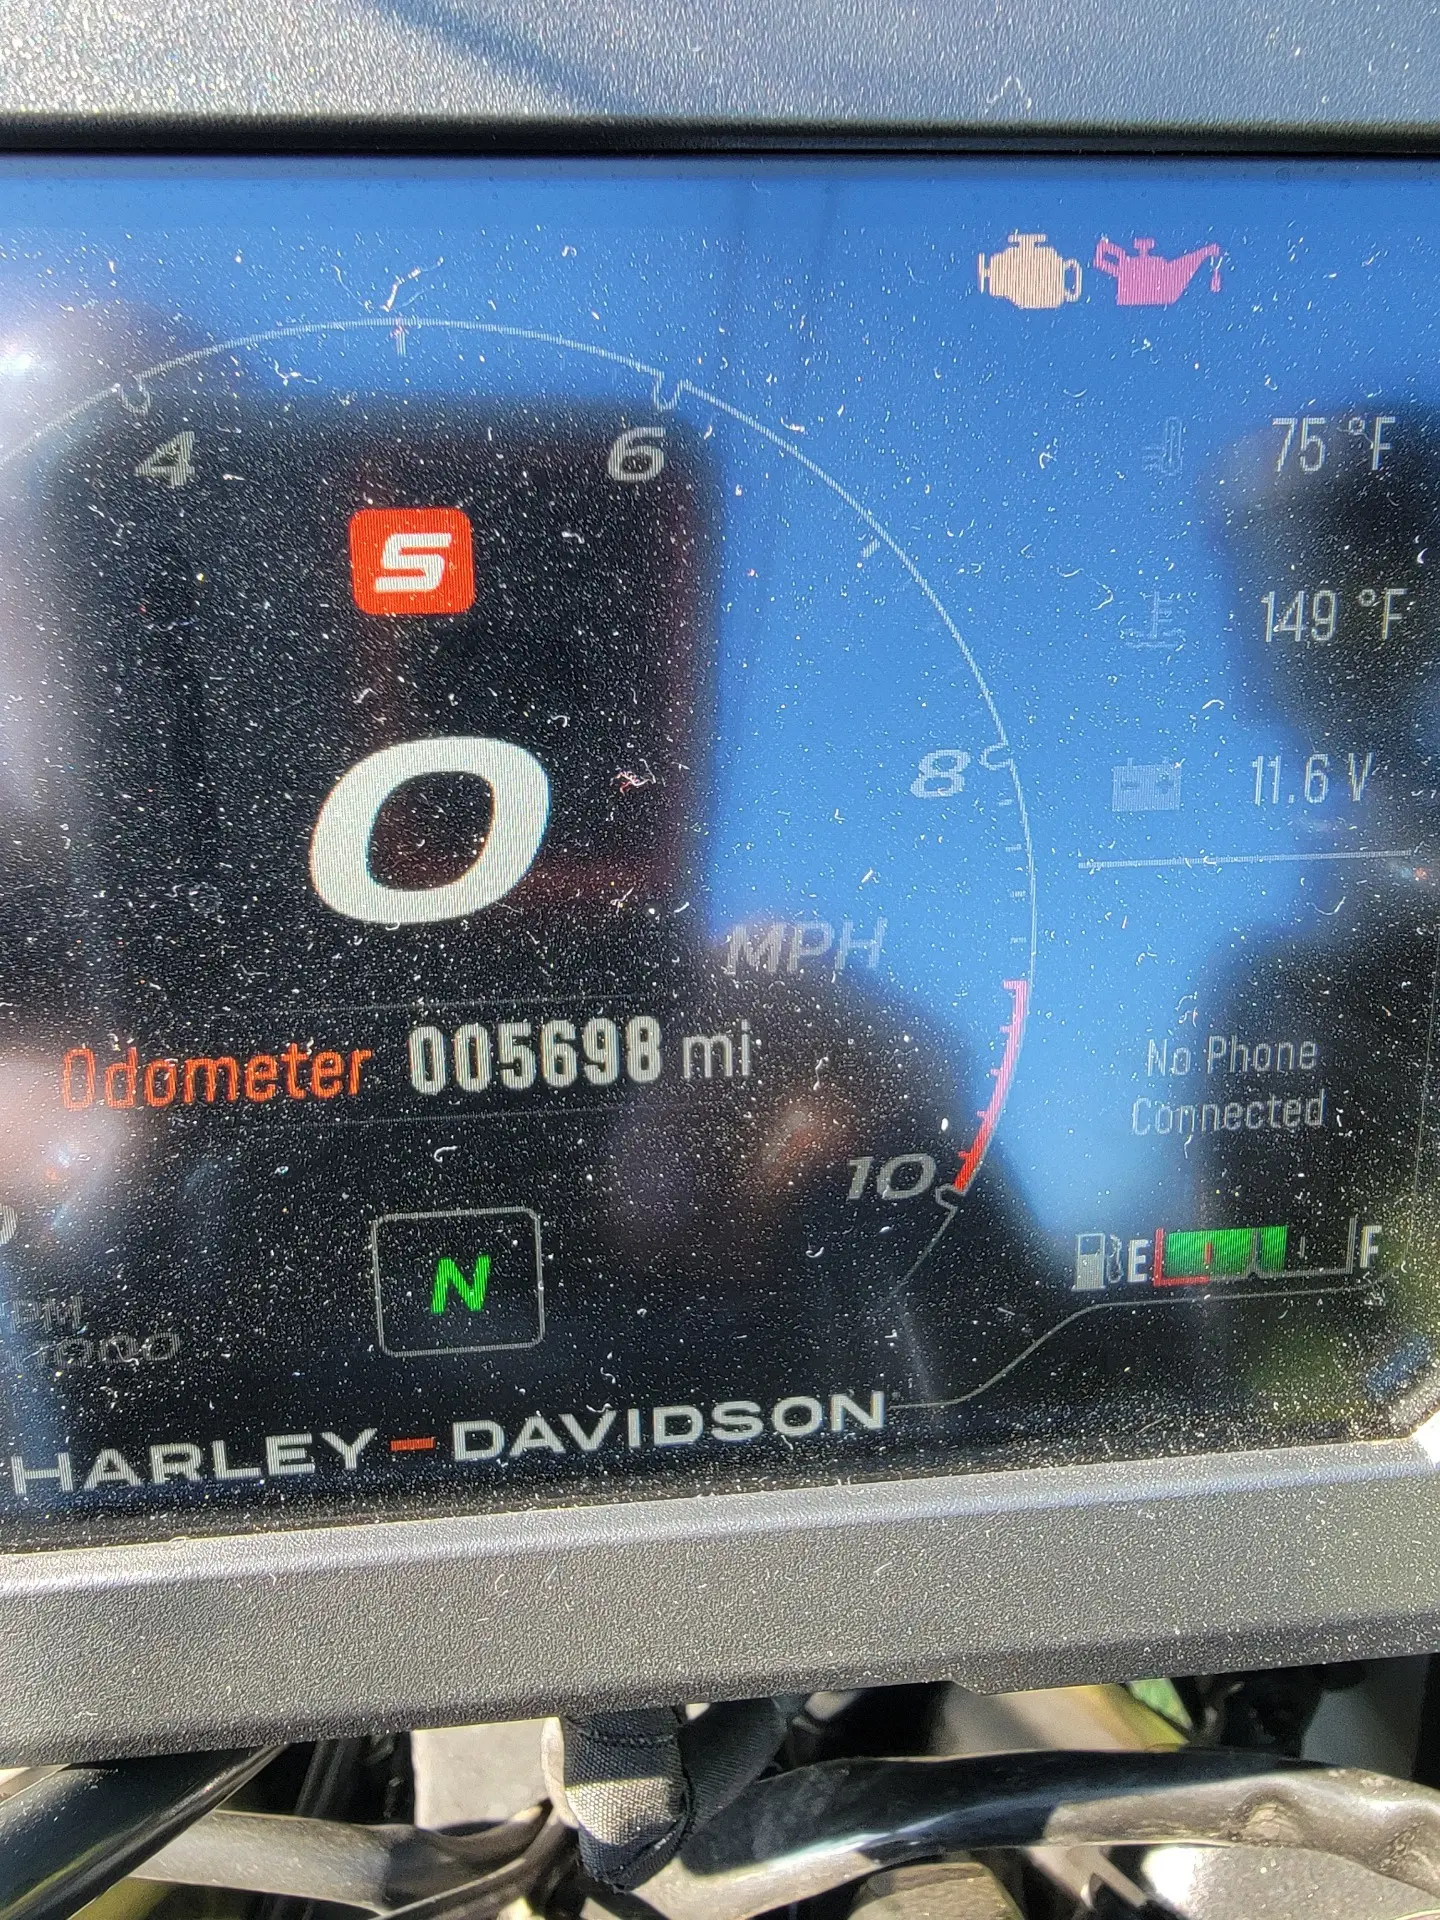 4
6
75 °F
S
149 °F
8
11.6 V
0
MPH
Odometer 005698 mi
No Phone
Connected
10
E F
N
HARLEY-DAVIDSON